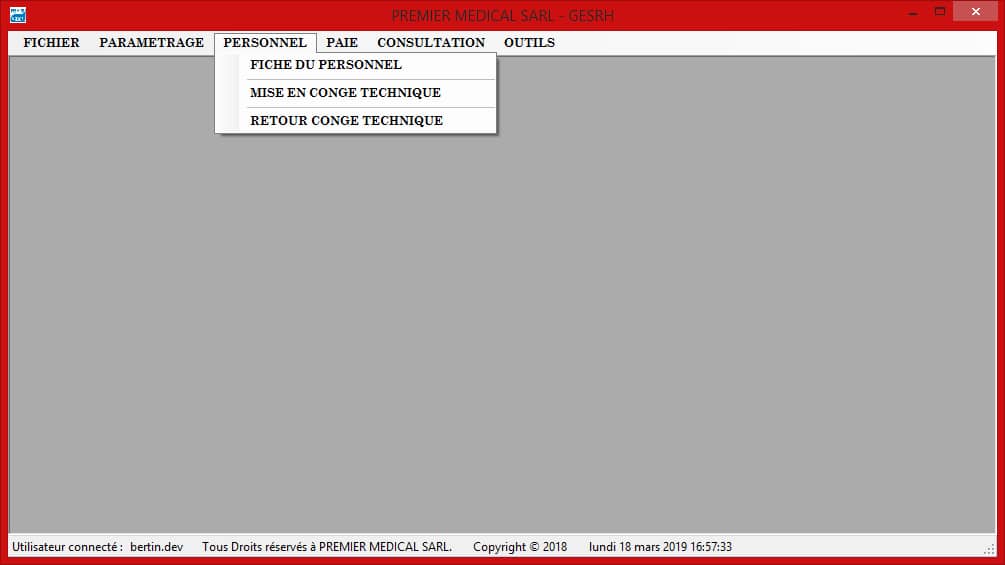 PREMIER MEDICAL SARL - GESRH
FICHIER PARAMETRAGE PERSONNEL PAIE CONSULTATION OUTILS
FICHE DU PERSONNEL
MISE EN CONGE TECHNIQUE
RETOUR CONGE TECHNIQUE
Utilisateur connecté : bertin.dev Tous Droits réservés à PREMIER MEDICAL SARL. Copyright © 2018 lundi 18 mars 2019 16:57:33